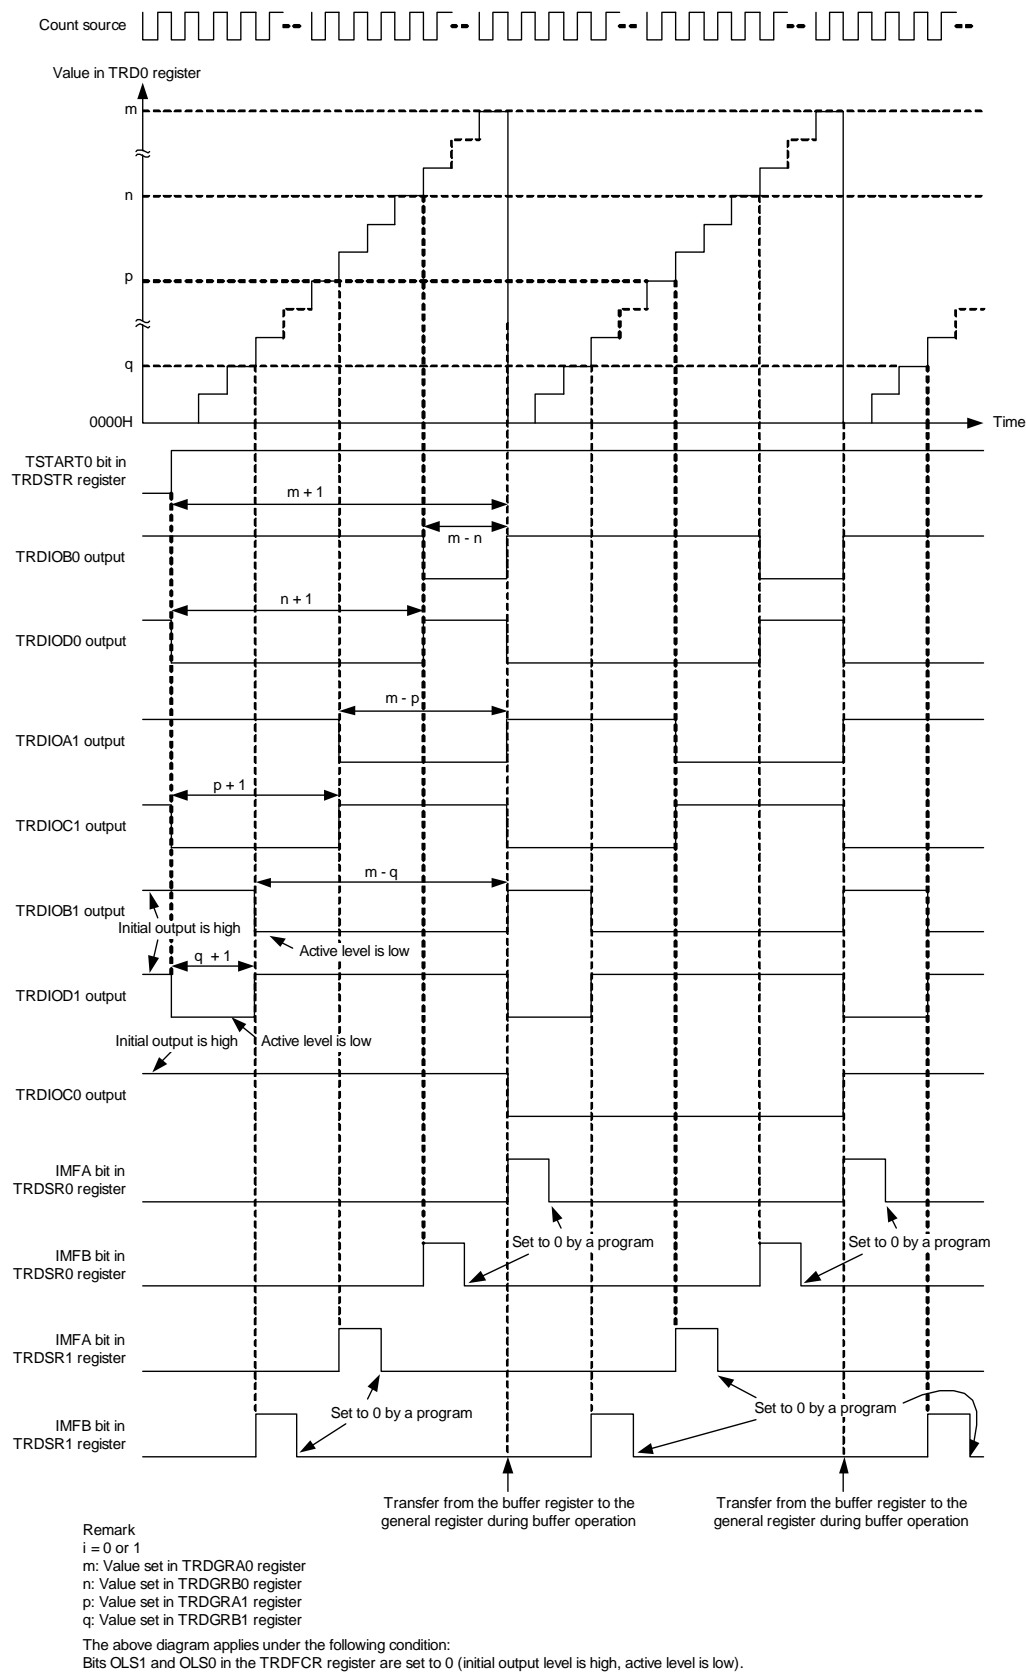 Count source
Value in TRD0 register
m
n
p
q
0000H
Time
TSTART0 bit in
TRDSTR register
m + 1
m - n
TRDIOB0 output
n + 1
TRDIOD0 output
m - p
TRDIOA1 output
p + 1
TRDIOC1 output
m - q
TRDIOB1 output
Initial output is high
Active level is low
q + 1
TRDIOD1 output
Initial output is high
Active level is low
TRDIOC0 output
IMFA bit in
TRDSR0 register
Set to 0 by a program
Set to 0 by a program
IMFB bit in
TRDSR0 register
IMFA bit in
TRDSR1 register
Set to 0 by a program
Set to 0 by a program
IMFB bit in
TRDSR1 register
Transfer from the buffer register to the
general register during buffer operation
Transfer from the buffer register to the
general register during buffer operation
Remark
i = 0 or 1
m: Value set in TRDGRA0 register
n: Value set in TRDGRB0 register
p: Value set in TRDGRA1 register
q: Value set in TRDGRB1 register
The above diagram applies under the following condition:
Bits OLS1 and OLS0 in the TRDFCR register are set to 0 (initial output level is high, active level is low).